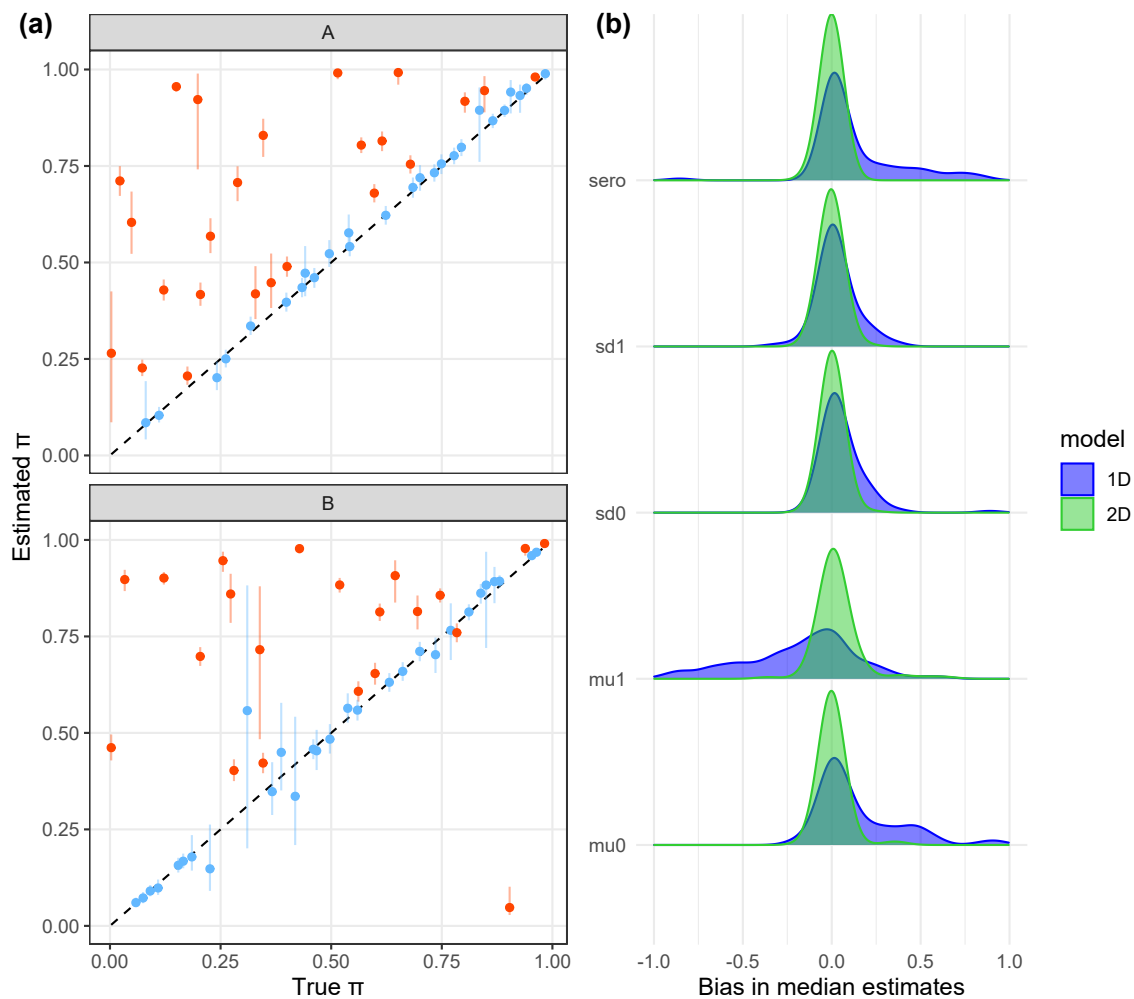 (a)
A
1.00
0.75
0.50
0.25
0.00
B
1.00
0.75
0.50
0.25
0.00
0.00 0.25 0.50 0.75 1.00
True π
Estimated π
(b)
sero
sd1
sd0
mu1
mu0
-1.0 -0.5 0.0 0.5 1.0
Bias in median estimates
model
1D
2D